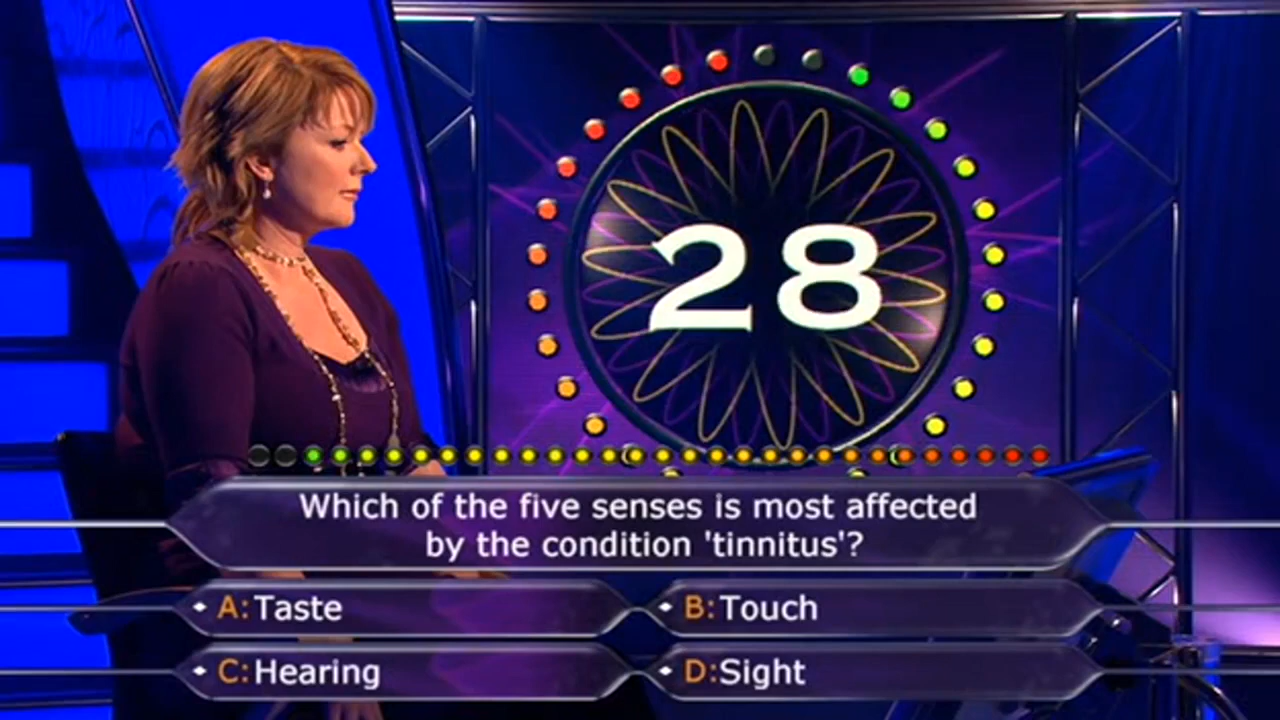 28
Which of the five senses is most affected
by the condition 'tinnitus'?
A: Taste
B: Touch
C: Hearing
D: Sight